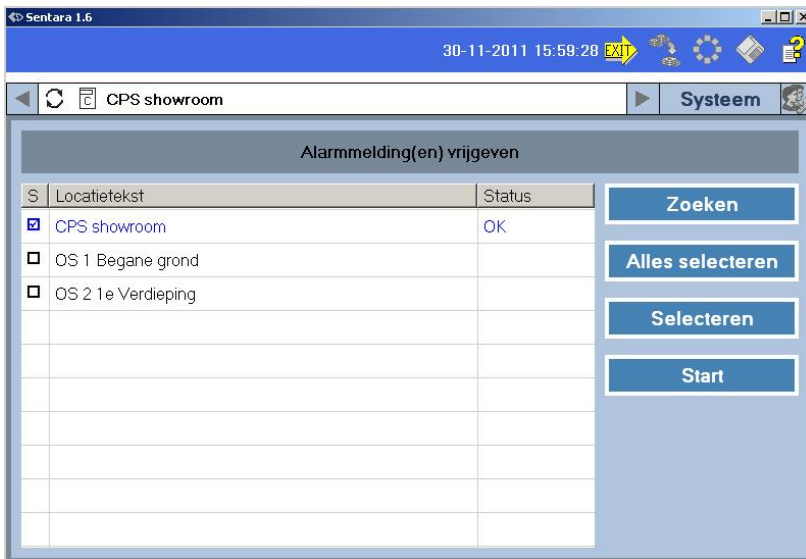 Sentara 1.6
30-11-2011 15:59:28 EXIT
CPS showroom Systeem
Alarmmelding(en) vrijgeven
S Locatietekst Status
CPS showroom OK
OS 1 Begane grond
OS 2 1e Verdieping
Zoeken
Alles selecteren
Selecteren
Start